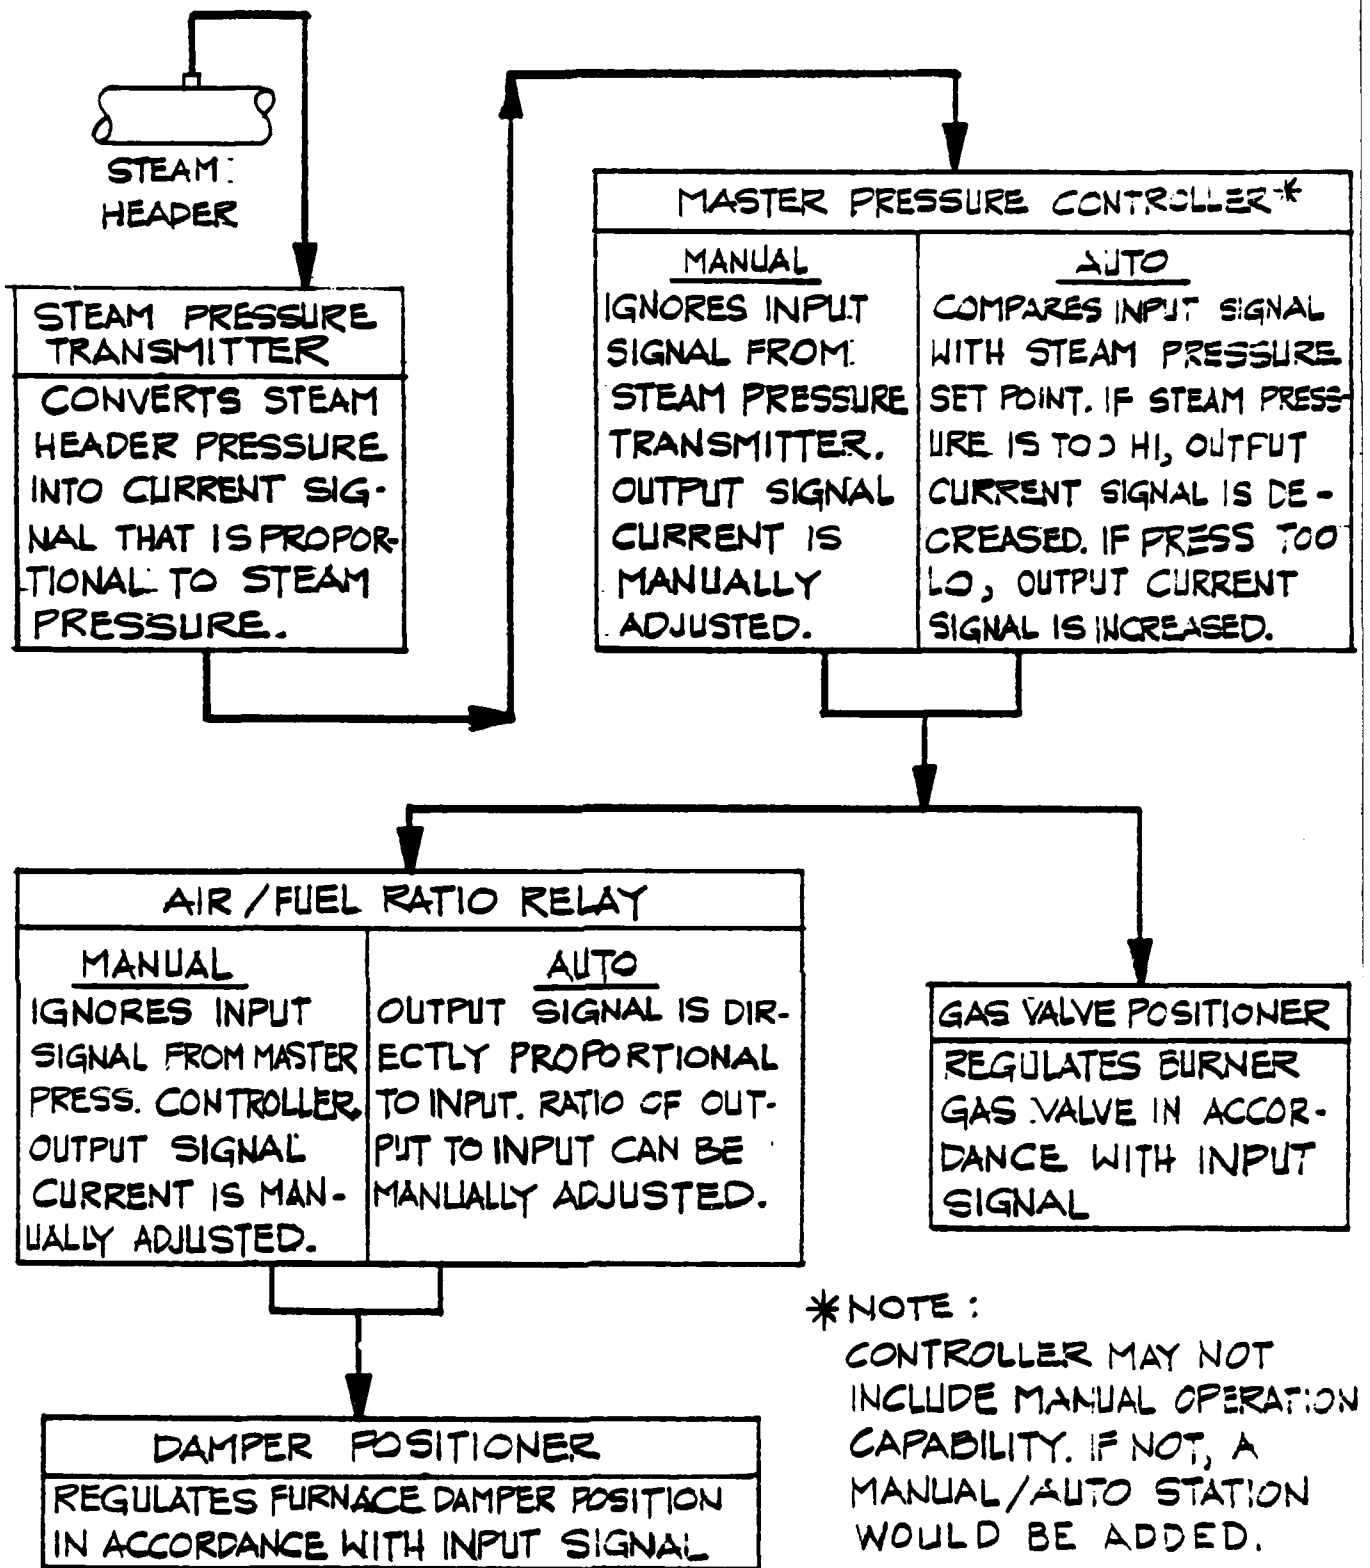 STEAM
HEADER
STEAM PRESSURE
TRANSMITTER
CONVERTS STEAM
HEADER PRESSURE
INTO CURRENT SIG-
NAL THAT IS PROPOR-
TIONAL TO STEAM
PRESSURE.
MASTER PRESSURE CONTROLLER*
MANUAL
IGNORES INPUT
SIGNAL FROM
STEAM PRESSURE
TRANSMITTER.
OUTPUT SIGNAL
CURRENT IS
MANUALLY
ADJUSTED.
AUTO
COMPARES INPUT SIGNAL
WITH STEAM PRESSURE
SET POINT. IF STEAM PRESS-
URE IS TOO HI, OUTPUT
CURRENT SIGNAL IS DE-
CREASED. IF PRESS TOO
LO, OUTPUT CURRENT
SIGNAL IS INCREASED.
AIR/FUEL RATIO RELAY
MANUAL
IGNORES INPUT
SIGNAL FROM MASTER
PRESS. CONTROLLER.
OUTPUT SIGNAL
CURRENT IS MAN-
UALLY ADJUSTED.
AUTO
OUTPUT SIGNAL IS DIR-
ECTLY PROPORTIONAL
TO INPUT. RATIO OF OUT-
PUT TO INPUT CAN BE
MANUALLY ADJUSTED.
GAS VALVE POSITIONER
REGULATES BURNER
GAS VALVE IN ACCOR-
DANCE WITH INPUT
SIGNAL
DAMPER POSITIONER
REGULATES FURNACE DAMPER POSITION
IN ACCORDANCE WITH INPUT SIGNAL
*NOTE:
CONTROLLER MAY NOT
INCLUDE MANUAL OPERATION
CAPABILITY. IF NOT, A
MANUAL/AUTO STATION
WOULD BE ADDED.